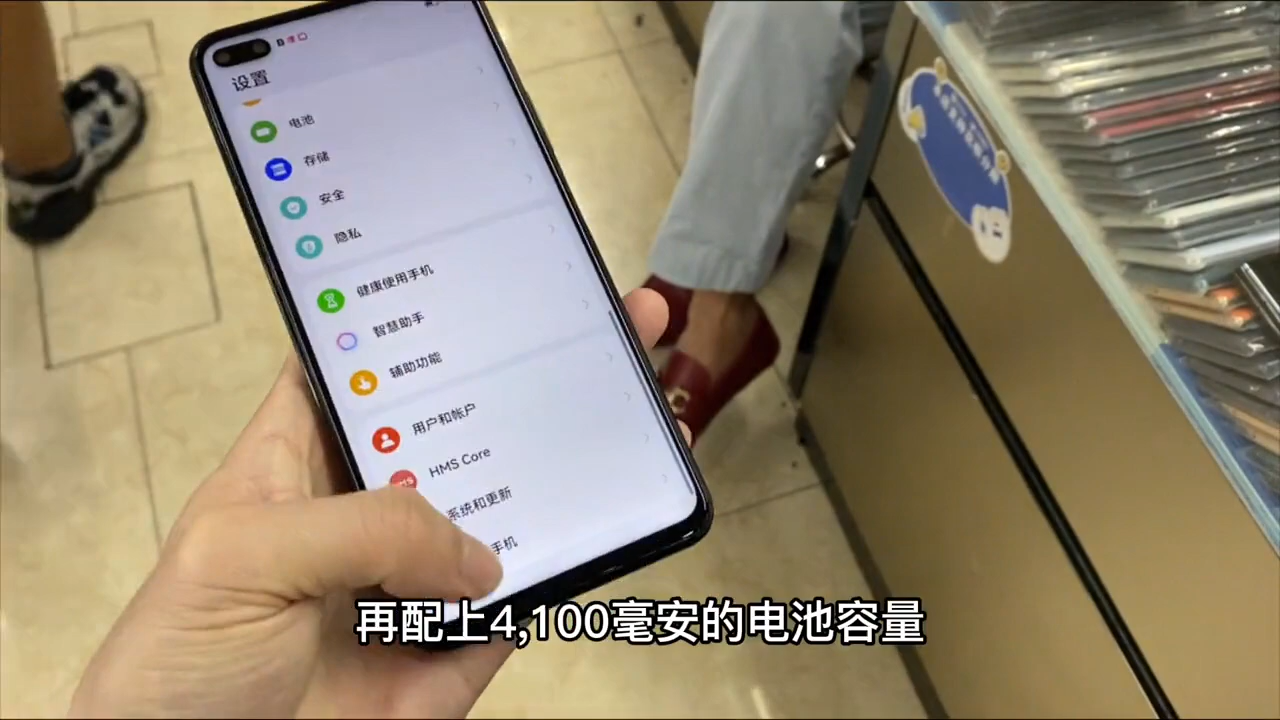 设置
电池
存储
安全
隐私
健康使用手机
智慧助手
辅助功能
用户和帐户
HMS Core
系统和更新
手机
再配上4,100毫安的电池容量